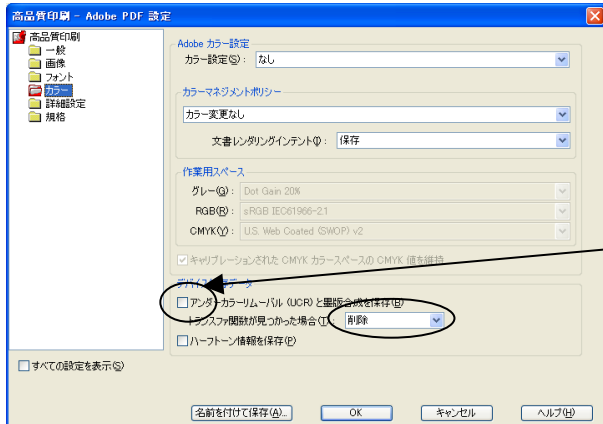 高品質印刷 - Adobe PDF 設定
高品質印刷
一般
画像
フォント
カラー
詳細設定
規格
すべての設定を表示(S)
Adobe カラー設定
カラー設定(S): なし
カラーマネジメントポリシー
カラー変更なし
文書レンダリングインテント(I): 保存
作業用スペース
グレー(G): Dot Gain 20%
RGB(R): sRGB IEC61966-2.1
CMYK(Y): U.S. Web Coated (SWOP) v2
キャリブレーションされた CMYK カラースペースの CMYK 値を維持
デバイス データ
アンダーカラーリムーバル (UCR) と墨版合成を保存(B)
トランスファ関数が見つかった場合(T): 削除
ハーフトーン情報を保存(P)
名前を付けて保存(A)... OK キャンセル ヘルプ(H)